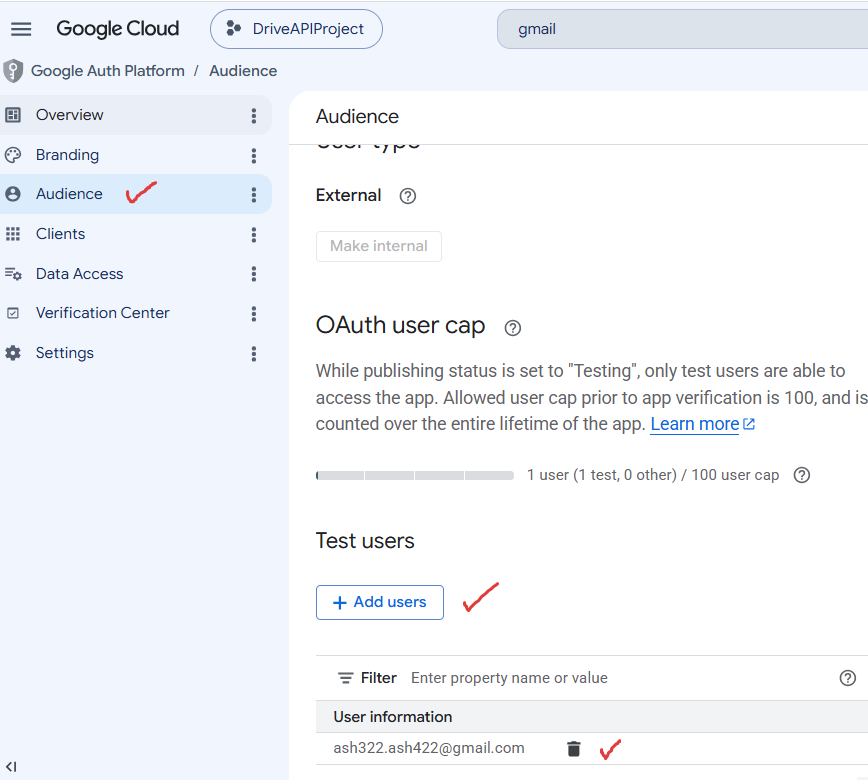 Google Cloud
DriveAPIProject
gmail
Google Auth Platform / Audience
Overview
Branding
Audience
Clients
Data Access
Verification Center
Settings
Audience
User type
External
Make internal
OAuth user cap
While publishing status is set to "Testing", only test users are able to
access the app. Allowed user cap prior to app verification is 100, and is
counted over the entire lifetime of the app. Learn more
1 user (1 test, 0 other) / 100 user cap
Test users
+ Add users
Filter Enter property name or value
User information
ash322.ash422@gmail.com